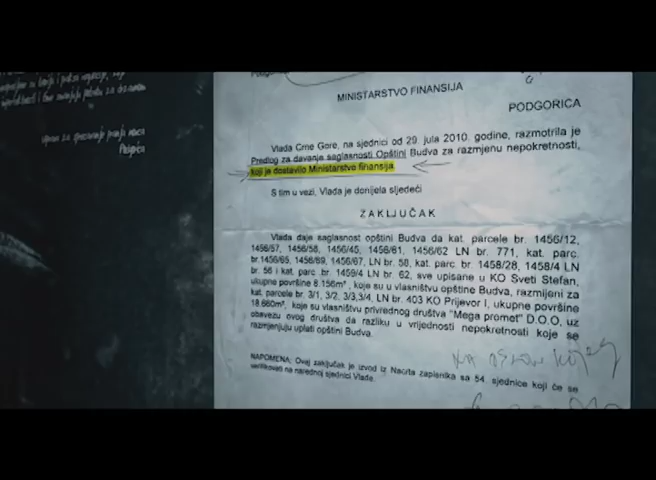 MINISTARSTVO FINANSIJA
PODGORICA
Vlada Crne Gore, na sjednici od 29. jula 2010. godine, razmotrila je
Predlog za davanje saglasnosti Opštini Budva za razmjenu nepokretnosti,
koji je dostavilo Ministarstvo finansija
S tim u vezi, Vlada je donijela sljedeći
ZAKLJUČAK
Vlada daje saglasnost opštini Budva da kat. parcele br. 1456/12,
1456/57, 1456/58, 1456/45, 1456/61, 1456/62 LN br. 771, kat. parc.
br.1456/65, 1456/69, 1456/67, LN br. 58, kat. parc. br. 1458/28, 1458/4 LN
br. 56 i kat. parc. br. 1459/4 LN br. 62, sve upisane u KO Sveti Stefan,
ukupne površine 8.156m², koje su u vlasništvu opštine Budva, razmijeni za
kat. parcele br. 3/1, 3/2, 3/3,3/4, LN br. 403 KO Prijevor I, ukupne površine
18.660m², koje su vlasništvu privrednog društva "Mega promet" D.O.O, uz
obavezu ovog društva da razliku u vrijednosti nepokretnosti koje se
razmjenjuju uplati opštini Budva.
NAPOMENA: Ovaj zaključak je izvod iz Nacrta zapisnika sa 54. sjednice koji će se
verifikovati na narednoj sjednici Vlade.